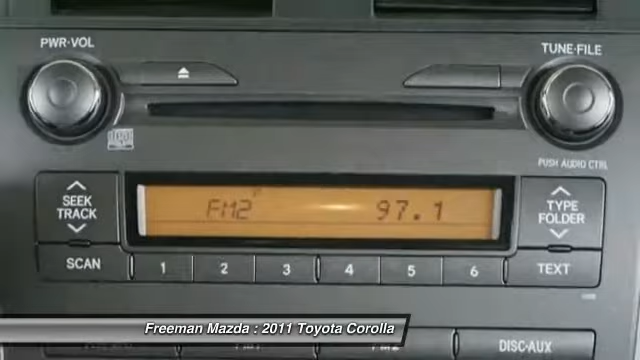 PWR·VOL
TUNE·FILE
PUSH AUDIO CTRL
SEEK
TRACK
FM2 97.1
TYPE
FOLDER
SCAN
1 2 3 4 5 6
TEXT
Freeman Mazda : 2011 Toyota Corolla
FM2
DISC·AUX